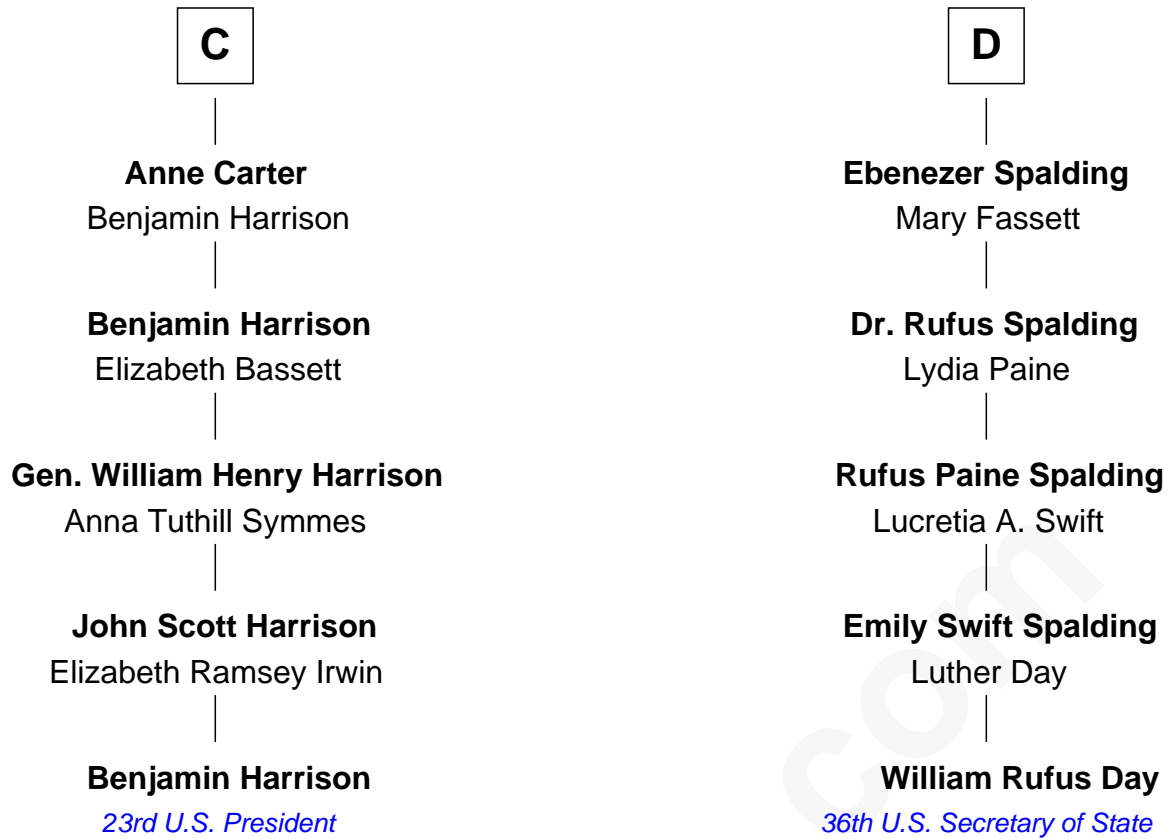 C
Anne Carter
Benjamin Harrison
Benjamin Harrison
Elizabeth Bassett
Gen. William Henry Harrison
Anna Tuthill Symmes
John Scott Harrison
Elizabeth Ramsey Irwin
Benjamin Harrison
23rd U.S. President
D
Ebenezer Spalding
Mary Fassett
Dr. Rufus Spalding
Lydia Paine
Rufus Paine Spalding
Lucretia A. Swift
Emily Swift Spalding
Luther Day
William Rufus Day
36th U.S. Secretary of State
com